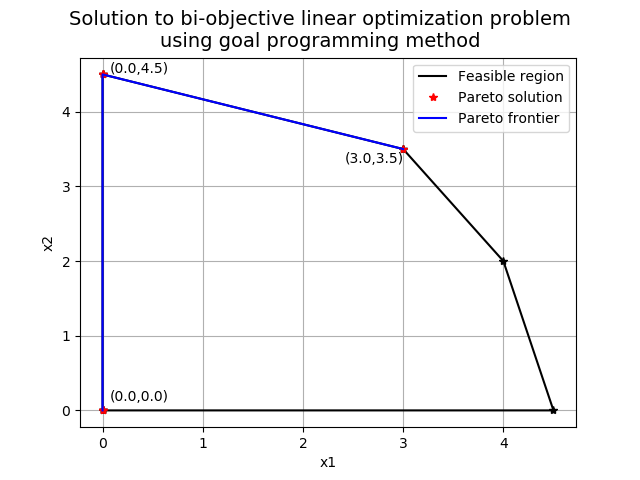 Solution to bi-objective linear optimization problem
using goal programming method
(0.0,4.5)
Feasible region
Pareto solution
Pareto frontier
(3.0,3.5)
(0.0,0.0)
4
3
2
1
0
x2
0 1 2 3 4
x1